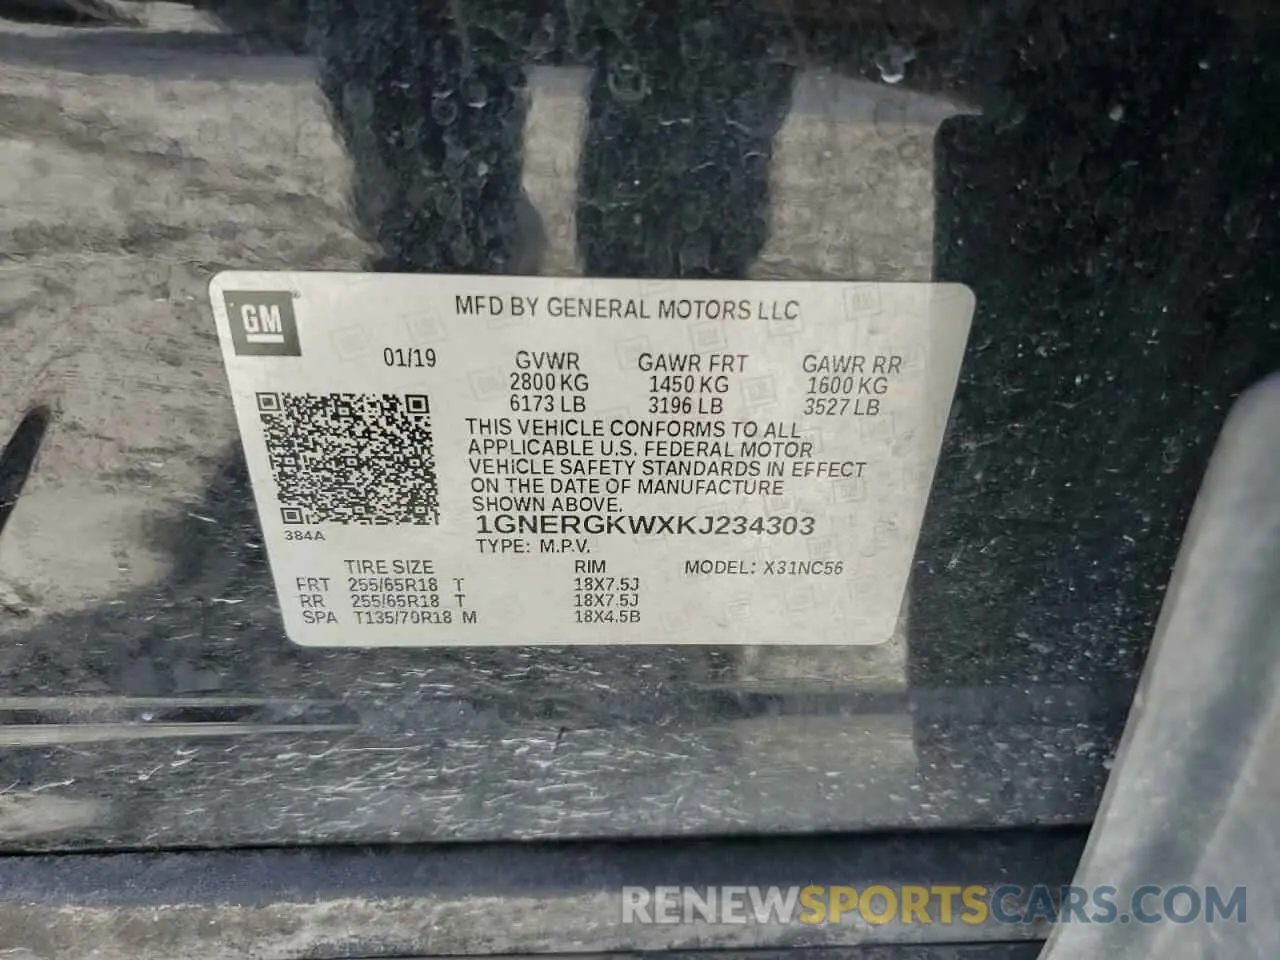 GM
MFD BY GENERAL MOTORS LLC
01/19 GVWR GAWR FRT GAWR RR
2800 KG 1450 KG 1600 KG
6173 LB 3196 LB 3527 LB
THIS VEHICLE CONFORMS TO ALL
APPLICABLE U.S. FEDERAL MOTOR
VEHICLE SAFETY STANDARDS IN EFFECT
ON THE DATE OF MANUFACTURE
SHOWN ABOVE.
1GNERGKWXKJ234303
384A
TYPE: M.P.V.
TIRE SIZE RIM MODEL: X31NC56
FRT 255/65R18 T 18X7.5J
RR 255/65R18 T 18X7.5J
SPA T135/70R18 M 18X4.5B
RENEWSPORTSCARS.COM